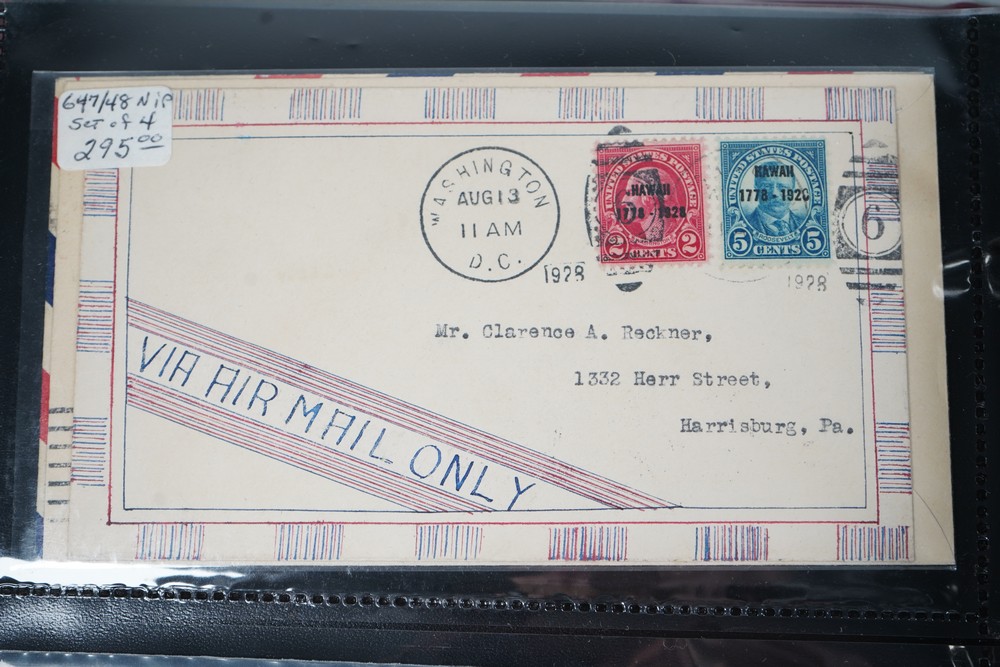 647/48 N
Set of 4
295.00
WASHINGTON
AUG 13
11 AM
D.C.
1928
UNITED STATES POSTAGE
HAWAII
1778 - 1928
2 CENTS 2
UNITED STATES POSTAGE
HAWAII
1778 - 1928
ROOSEVELT
5 CENTS 5
6
1928
Mr. Clarence A. Reckner,
1332 Herr Street,
Harrisburg, Pa.
VIA AIR MAIL ONLY